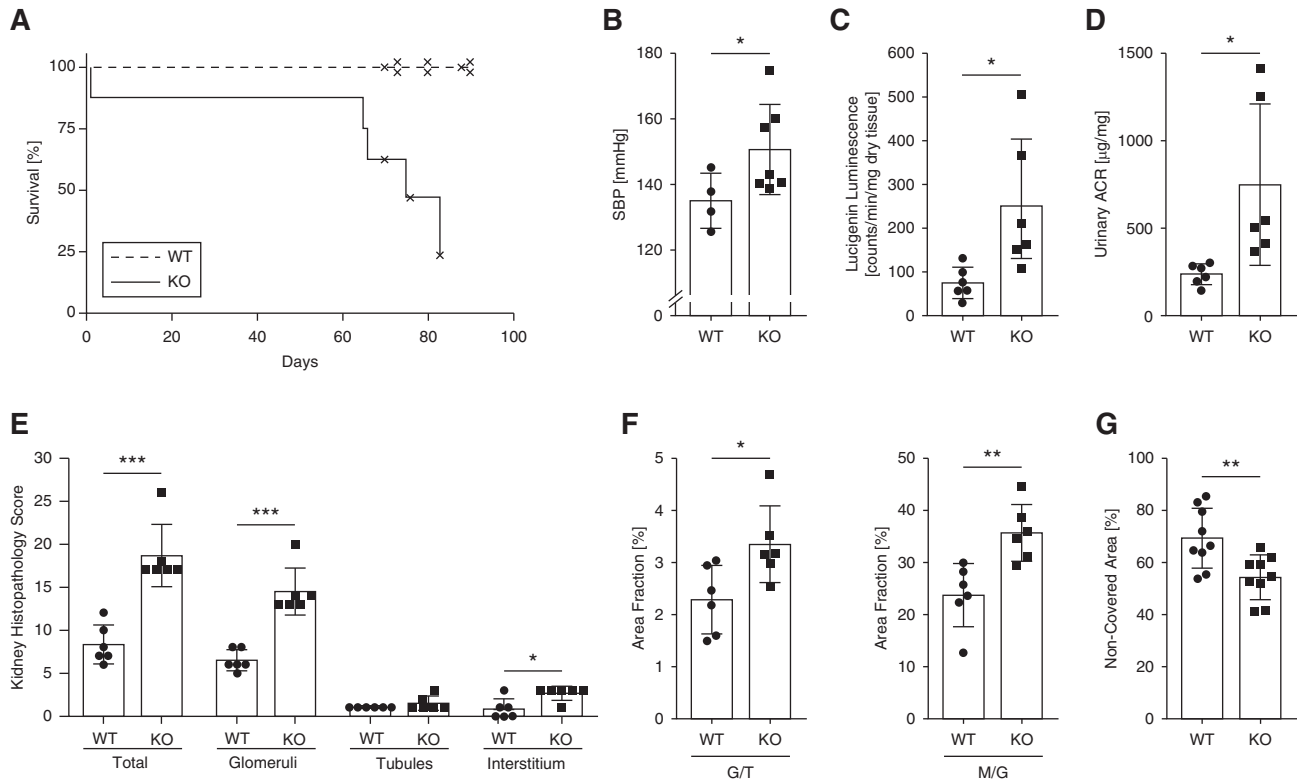 A
Survival [%]
100
75
50
25
0
WT
KO
0 20 40 60 80 100
Days
B
*
SBP [mmHg]
180
160
140
120
0
WT KO
C
*
Lucigenin Luminescence
[counts/min/mg dry tissue]
600
500
400
300
200
100
0
WT KO
D
*
Urinary ACR [µg/mg]
1500
1000
500
0
WT KO
E
Kidney Histopathology Score
30
25
20
15
10
5
0
***
***
*
WT KO WT KO WT KO WT KO
Total Glomeruli Tubules Interstitium
F
*
Area Fraction [%]
5
4
3
2
1
0
WT KO
G/T
**
Area Fraction [%]
50
40
30
20
10
0
WT KO
M/G
G
**
Non-Covered Area [%]
100
80
60
40
20
0
WT KO